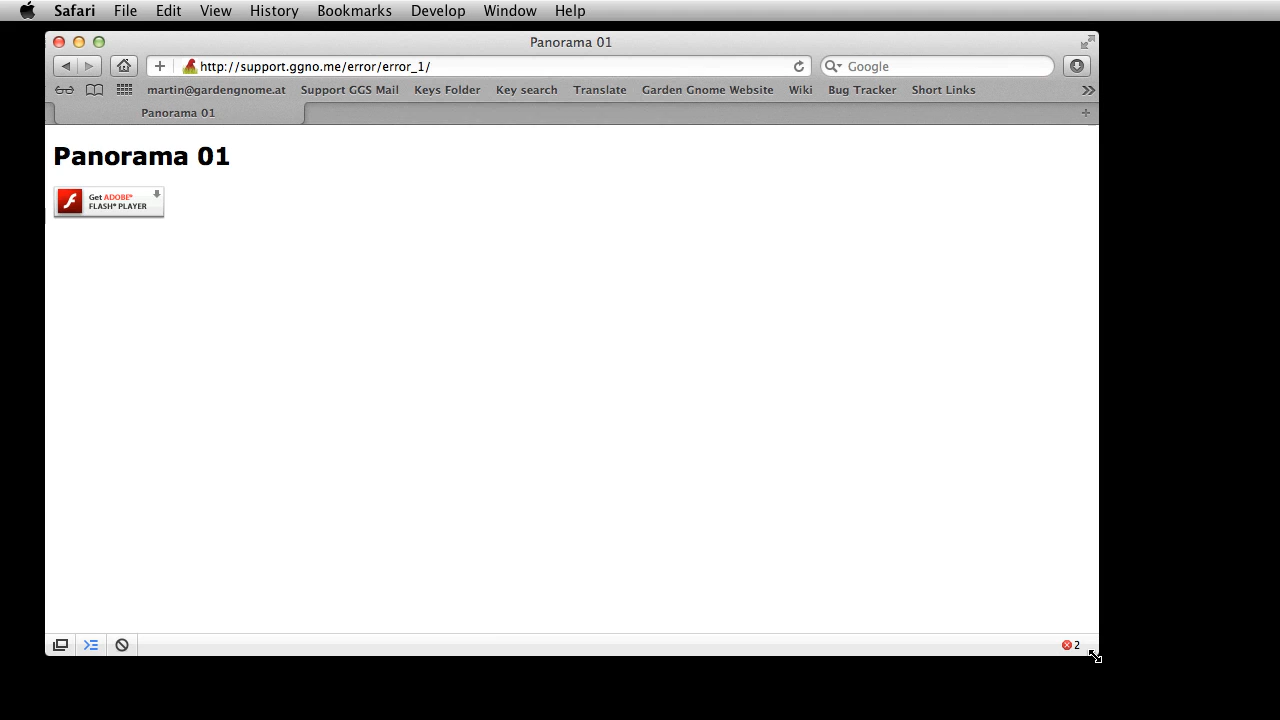 Safari File Edit View History Bookmarks Develop Window Help
Panorama 01
http://support.ggno.me/error/error_1/
Google
martin@gardengnome.at Support GGS Mail Keys Folder Key search Translate Garden Gnome Website Wiki Bug Tracker Short Links
Panorama 01
Panorama 01
Get ADOBE®
FLASH® PLAYER
2